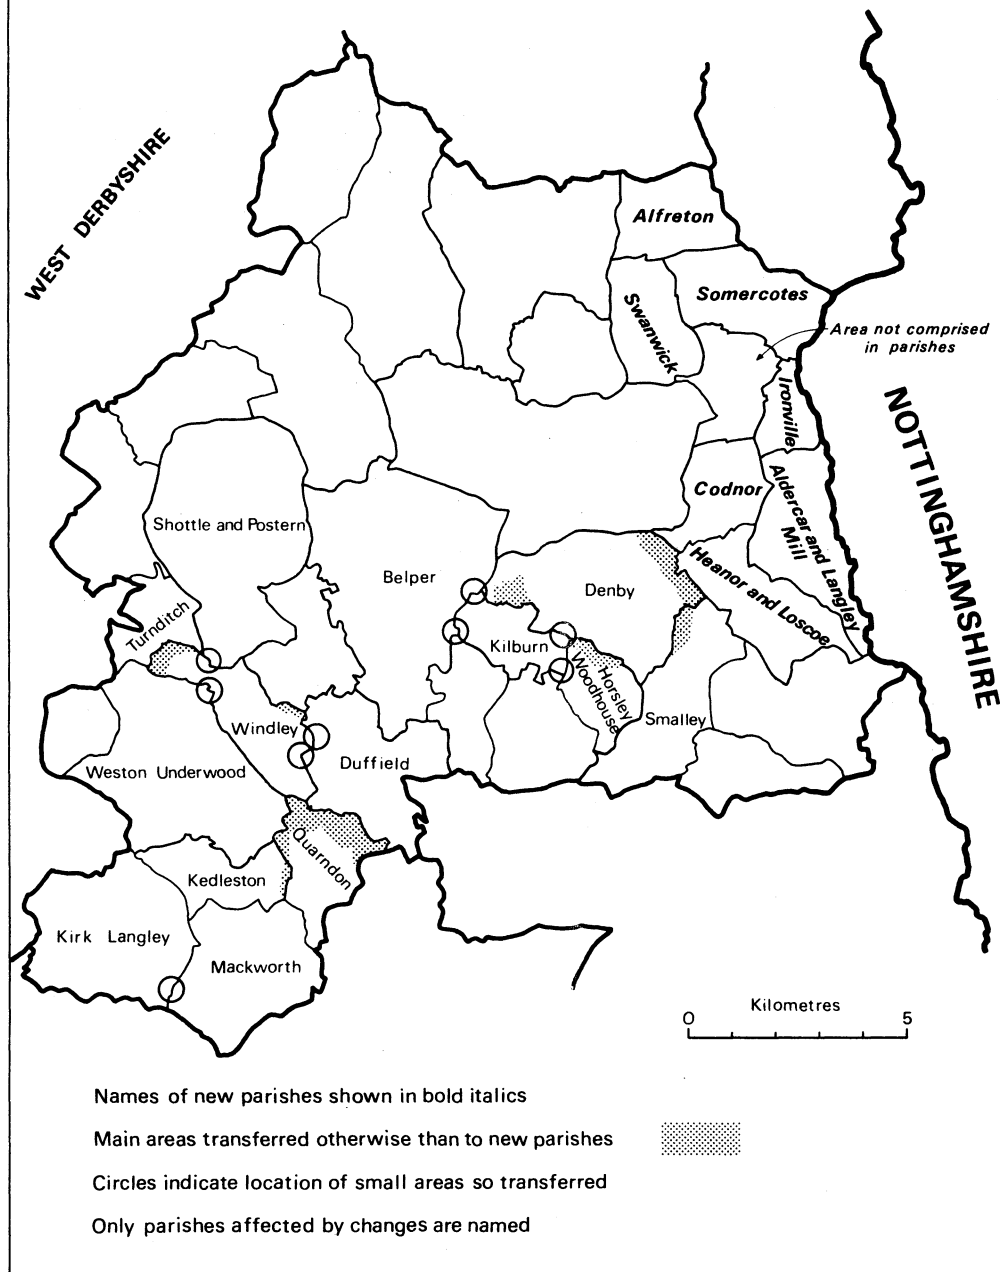 WEST DERBYSHIRE
Alfreton
Somercotes
Swanwick
Area not comprised
in parishes
Ironville
NOTTINGHAMSHIRE
Codnor
Aldercar and Langley
Mill
Shottle and Postern
Heanor and Loscoe
Belper
Denby
Turnditch
Kilburn
Horsley
Woodhouse
Smalley
Windley
Duffield
Weston Underwood
Quarndon
Kedleston
Kirk Langley
Mackworth
Kilometres
0 5
Names of new parishes shown in bold italics
Main areas transferred otherwise than to new parishes
Circles indicate location of small areas so transferred
Only parishes affected by changes are named